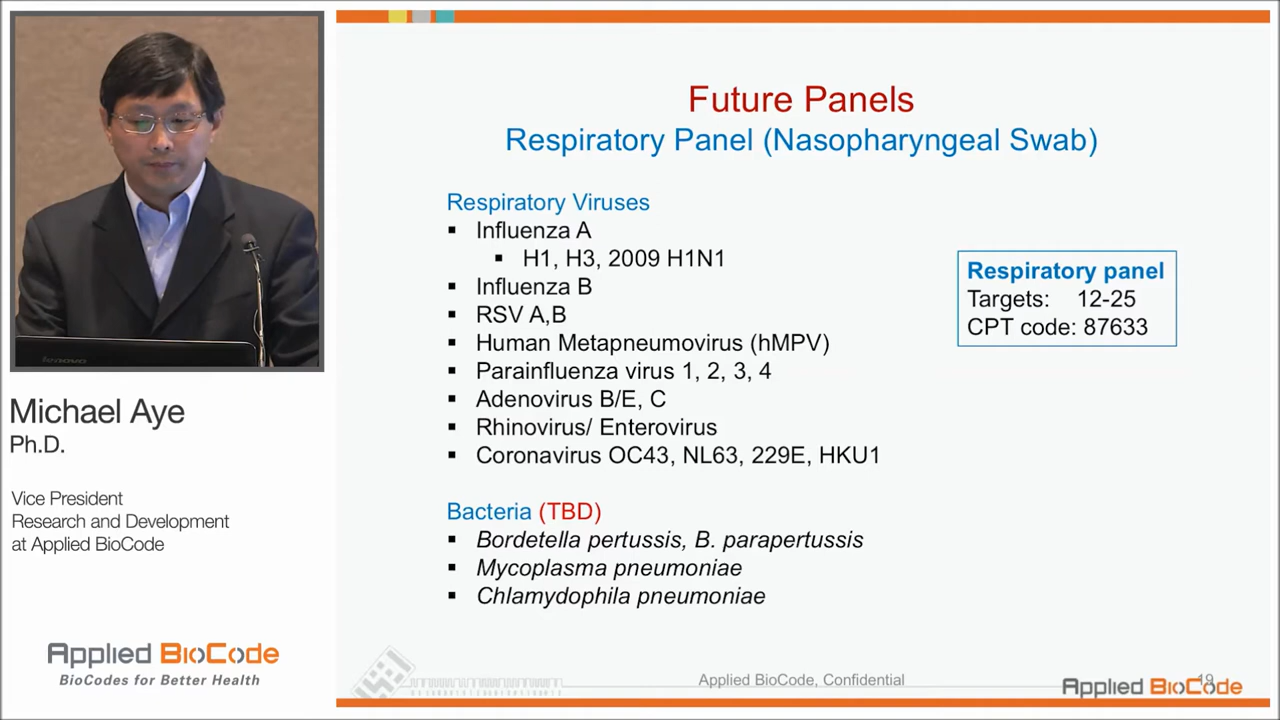 Future Panels
Respiratory Panel (Nasopharyngeal Swab)
Respiratory Viruses
▪ Influenza A
▪ H1, H3, 2009 H1N1
▪ Influenza B
▪ RSV A,B
▪ Human Metapneumovirus (hMPV)
▪ Parainfluenza virus 1, 2, 3, 4
▪ Adenovirus B/E, C
▪ Rhinovirus/ Enterovirus
▪ Coronavirus OC43, NL63, 229E, HKU1
Bacteria (TBD)
▪ Bordetella pertussis, B. parapertussis
▪ Mycoplasma pneumoniae
▪ Chlamydophila pneumoniae
Respiratory panel
Targets: 12-25
CPT code: 87633
lenovo
Michael Aye
Ph.D.
Vice President
Research and Development
at Applied BioCode
Applied BioCode
BioCodes for Better Health
Applied BioCode, Confidential
19
Applied BioCode